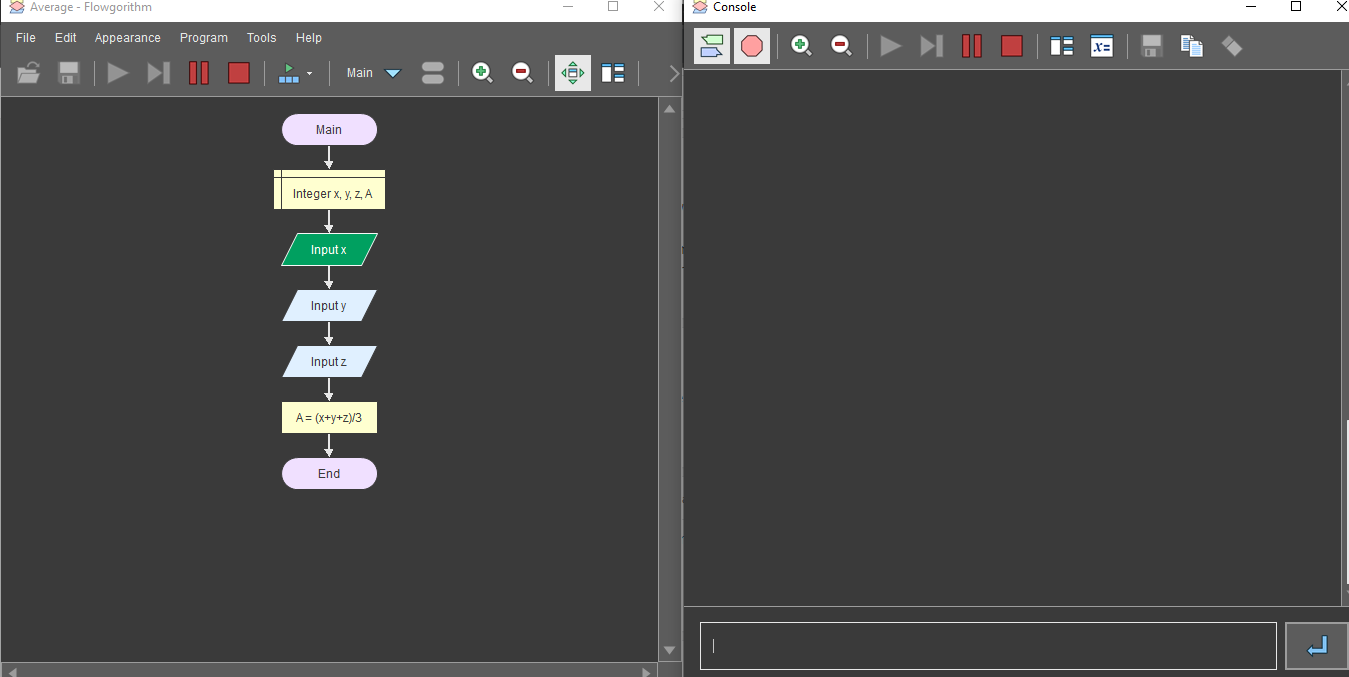 Average - Flowgorithm
File Edit Appearance Program Tools Help
Main
Main
Integer x, y, z, A
Input x
Input y
Input z
A = (x+y+z)/3
End
Console
x=